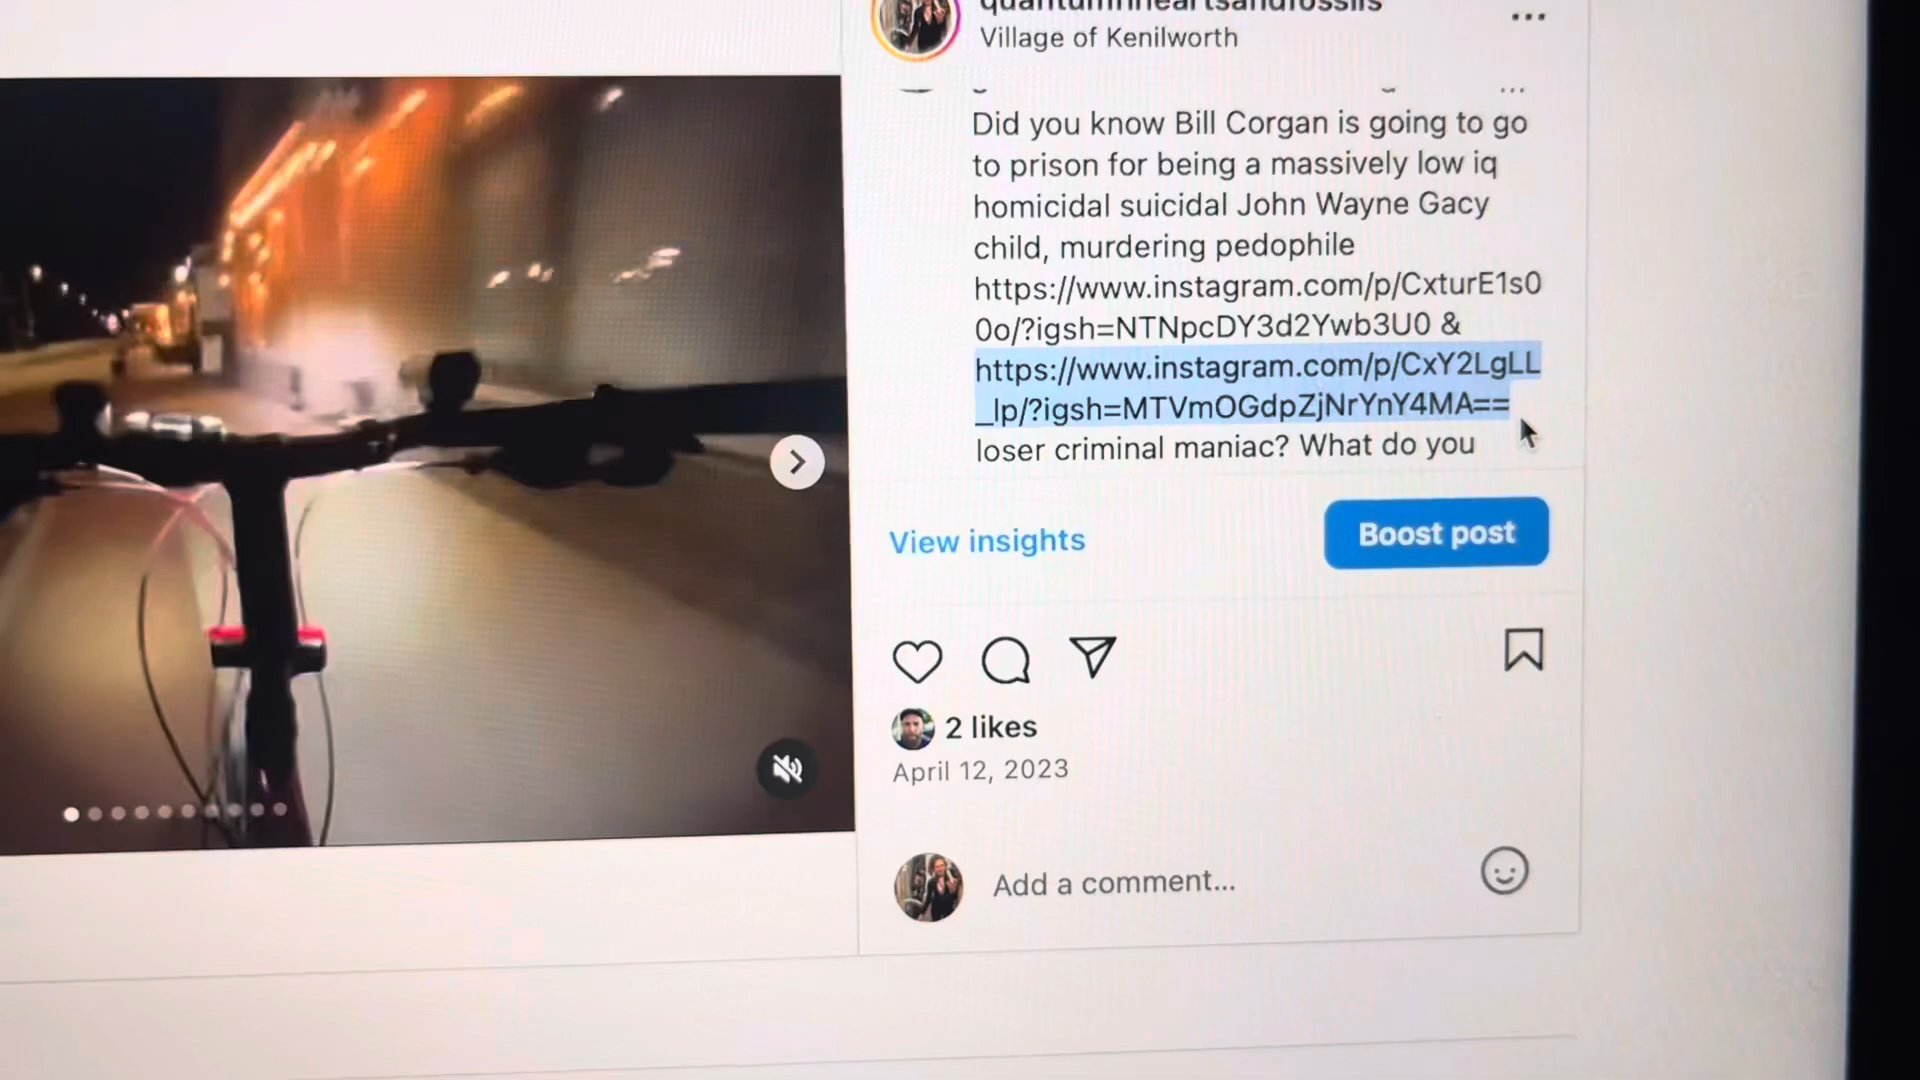 quantuminheartsandfossils
Village of Kenilworth
Did you know Bill Corgan is going to go
to prison for being a massively low iq
homicidal suicidal John Wayne Gacy
child, murdering pedophile
https://www.instagram.com/p/CxturE1s0
0o/?igsh=NTNpcDY3d2Ywb3U0 &
https://www.instagram.com/p/CxY2LgLL
_lp/?igsh=MTVmOGdpZjNrYnY4MA==
loser criminal maniac? What do you
View insights
Boost post
2 likes
April 12, 2023
Add a comment...